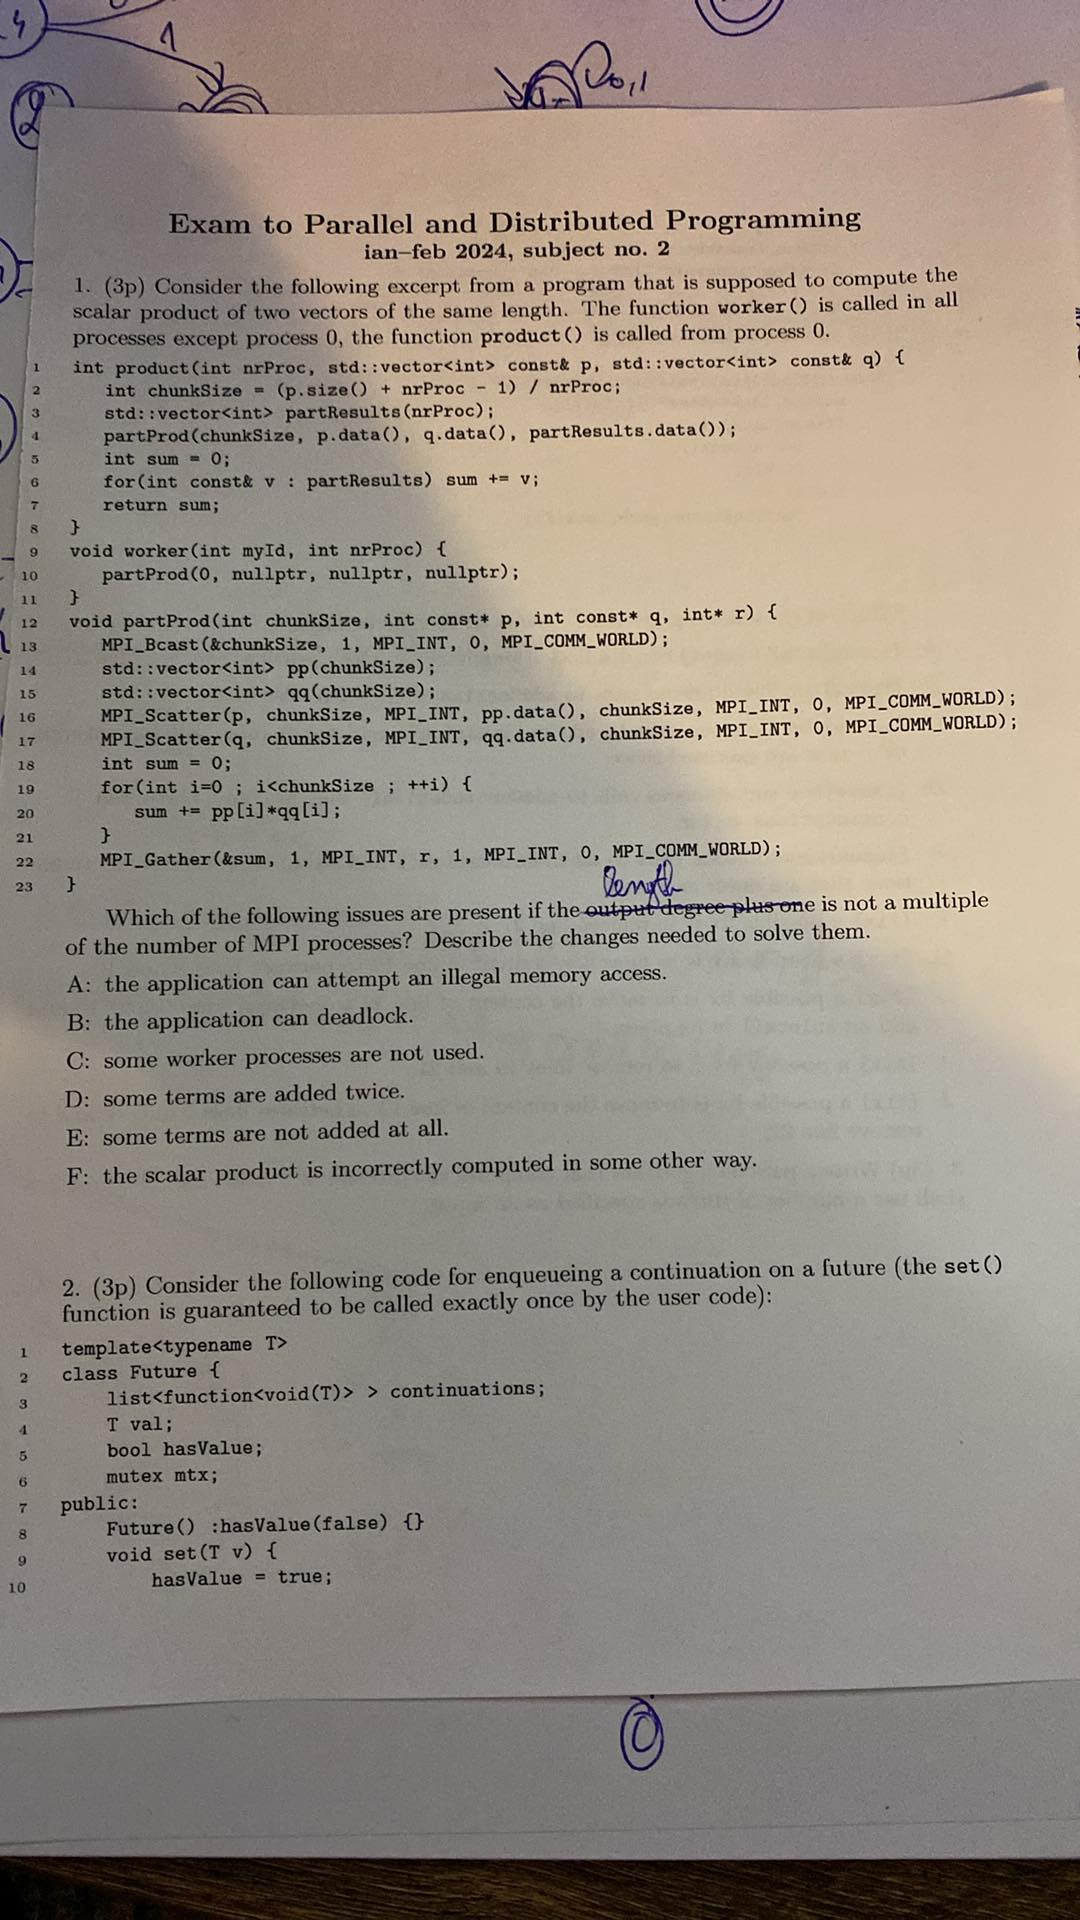 4
1
0,1
2
Exam to Parallel and Distributed Programming
ian–feb 2024, subject no. 2
1. (3p) Consider the following excerpt from a program that is supposed to compute the
scalar product of two vectors of the same length. The function worker() is called in all
processes except process 0, the function product() is called from process 0.
1 int product(int nrProc, std::vector<int> const& p, std::vector<int> const& q) {
2 int chunkSize = (p.size() + nrProc - 1) / nrProc;
3 std::vector<int> partResults(nrProc);
4 partProd(chunkSize, p.data(), q.data(), partResults.data());
5 int sum = 0;
6 for(int const& v : partResults) sum += v;
7 return sum;
8 }
9 void worker(int myId, int nrProc) {
10 partProd(0, nullptr, nullptr, nullptr);
11 }
12 void partProd(int chunkSize, int const* p, int const* q, int* r) {
13 MPI_Bcast(&chunkSize, 1, MPI_INT, 0, MPI_COMM_WORLD);
14 std::vector<int> pp(chunkSize);
15 std::vector<int> qq(chunkSize);
16 MPI_Scatter(p, chunkSize, MPI_INT, pp.data(), chunkSize, MPI_INT, 0, MPI_COMM_WORLD);
17 MPI_Scatter(q, chunkSize, MPI_INT, qq.data(), chunkSize, MPI_INT, 0, MPI_COMM_WORLD);
18 int sum = 0;
19 for(int i=0 ; i<chunkSize ; ++i) {
20 sum += pp[i]*qq[i];
21 }
22 MPI_Gather(&sum, 1, MPI_INT, r, 1, MPI_INT, 0, MPI_COMM_WORLD);
23 }
length
Which of the following issues are present if the output degree plus one is not a multiple
of the number of MPI processes? Describe the changes needed to solve them.
A: the application can attempt an illegal memory access.
B: the application can deadlock.
C: some worker processes are not used.
D: some terms are added twice.
E: some terms are not added at all.
F: the scalar product is incorrectly computed in some other way.
2. (3p) Consider the following code for enqueueing a continuation on a future (the set()
function is guaranteed to be called exactly once by the user code):
1 template<typename T>
2 class Future {
3 list<function<void(T)> > continuations;
4 T val;
5 bool hasValue;
6 mutex mtx;
7 public:
8 Future() :hasValue(false) {}
9 void set(T v) {
10 hasValue = true;
0